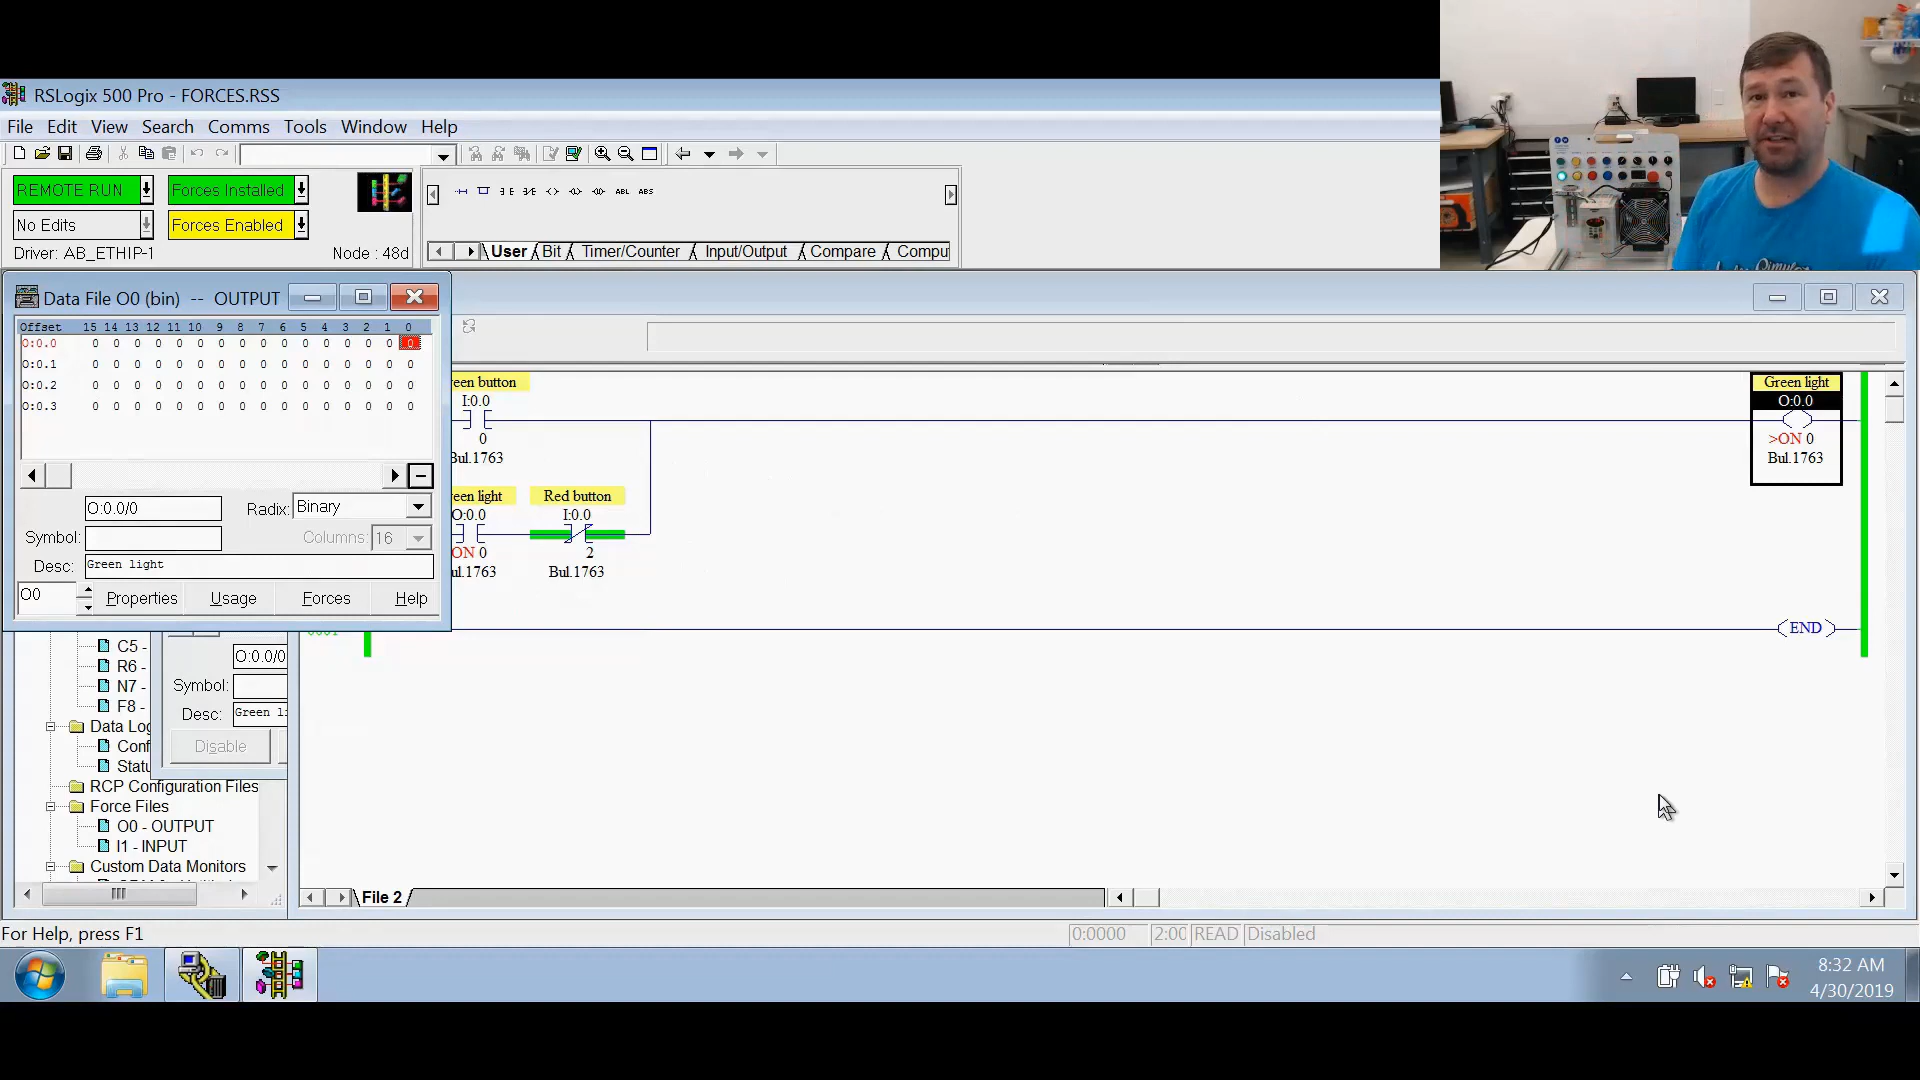 RSLogix 500 Pro - FORCES.RSS
File Edit View Search Comms Tools Window Help
REMOTE RUN Forces Installed
No Edits Forces Enabled
Driver: AB_ETHIP-1 Node : 48d
ABL ABS
User Bit Timer/Counter Input/Output Compare Compu
Data File O0 (bin) -- OUTPUT
Offset 15 14 13 12 11 10 9 8 7 6 5 4 3 2 1 0
O:0.0 0 0 0 0 0 0 0 0 0 0 0 0 0 0 0 0
O:0.1 0 0 0 0 0 0 0 0 0 0 0 0 0 0 0 0
O:0.2 0 0 0 0 0 0 0 0 0 0 0 0 0 0 0 0
O:0.3 0 0 0 0 0 0 0 0 0 0 0 0 0 0 0 0
O:0.0/0 Radix: Binary
Symbol: Columns: 16
Desc: Green light
O0 Properties Usage Forces Help
een button
I:0.0
0
Bul.1763
een light
O:0.0
ON 0
ul.1763
Red button
I:0.0
2
Bul.1763
Green light
O:0.0
>ON 0
Bul.1763
0001
END
C5 -
R6 -
N7 -
F8 -
Data Log
Conf
Statu
RCP Configuration Files
Force Files
O0 - OUTPUT
I1 - INPUT
Custom Data Monitors
O:0.0/0
Symbol:
Desc: Green li
Disable
File 2
For Help, press F1
0:0000 2:00 READ Disabled
8:32 AM
4/30/2019